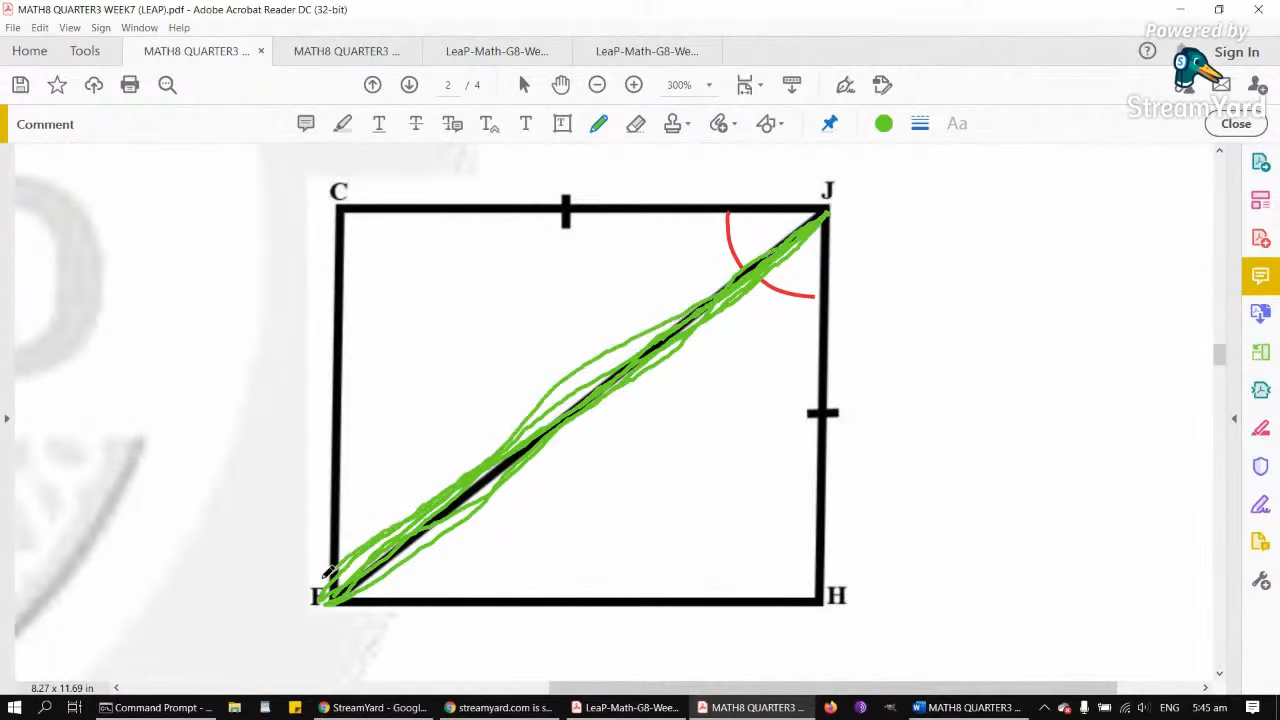 MATH8 QUARTER3 WEEK7 (LEAP).pdf - Adobe Acrobat Reader DC (32-bit)
Powered by
StreamYard
File Edit View Sign Window Help
Home Tools MATH8 QUARTER3 ... × MATH8 QUARTER3 ... LeaP-Math-G8-We... LeaP-Math-G8-We... Sign In
2 / 4 300%
Comment Aa Close
C J
H
8.27 x 11.69 in
Command Prompt - ... StreamYard - Googl... streamyard.com is s... LeaP-Math-G8-We... MATH8 QUARTER3 ... MATH8 QUARTER3 ... ENG 5:45 am